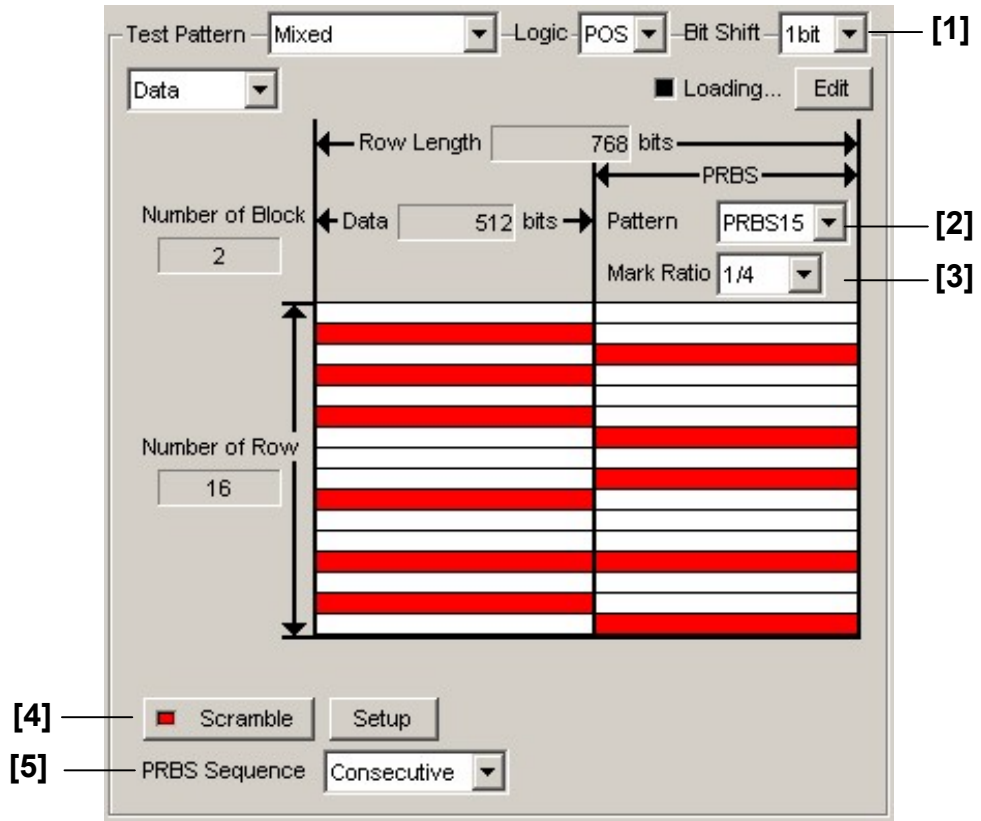 Test Pattern Mixed Logic POS Bit Shift 1bit [1]
Data Loading... Edit
Row Length 768 bits
PRBS
Number of Block Data 512 bits Pattern PRBS15 [2]
2
Mark Ratio 1/4 [3]
Number of Row
16
[4] Scramble Setup
[5] PRBS Sequence Consecutive